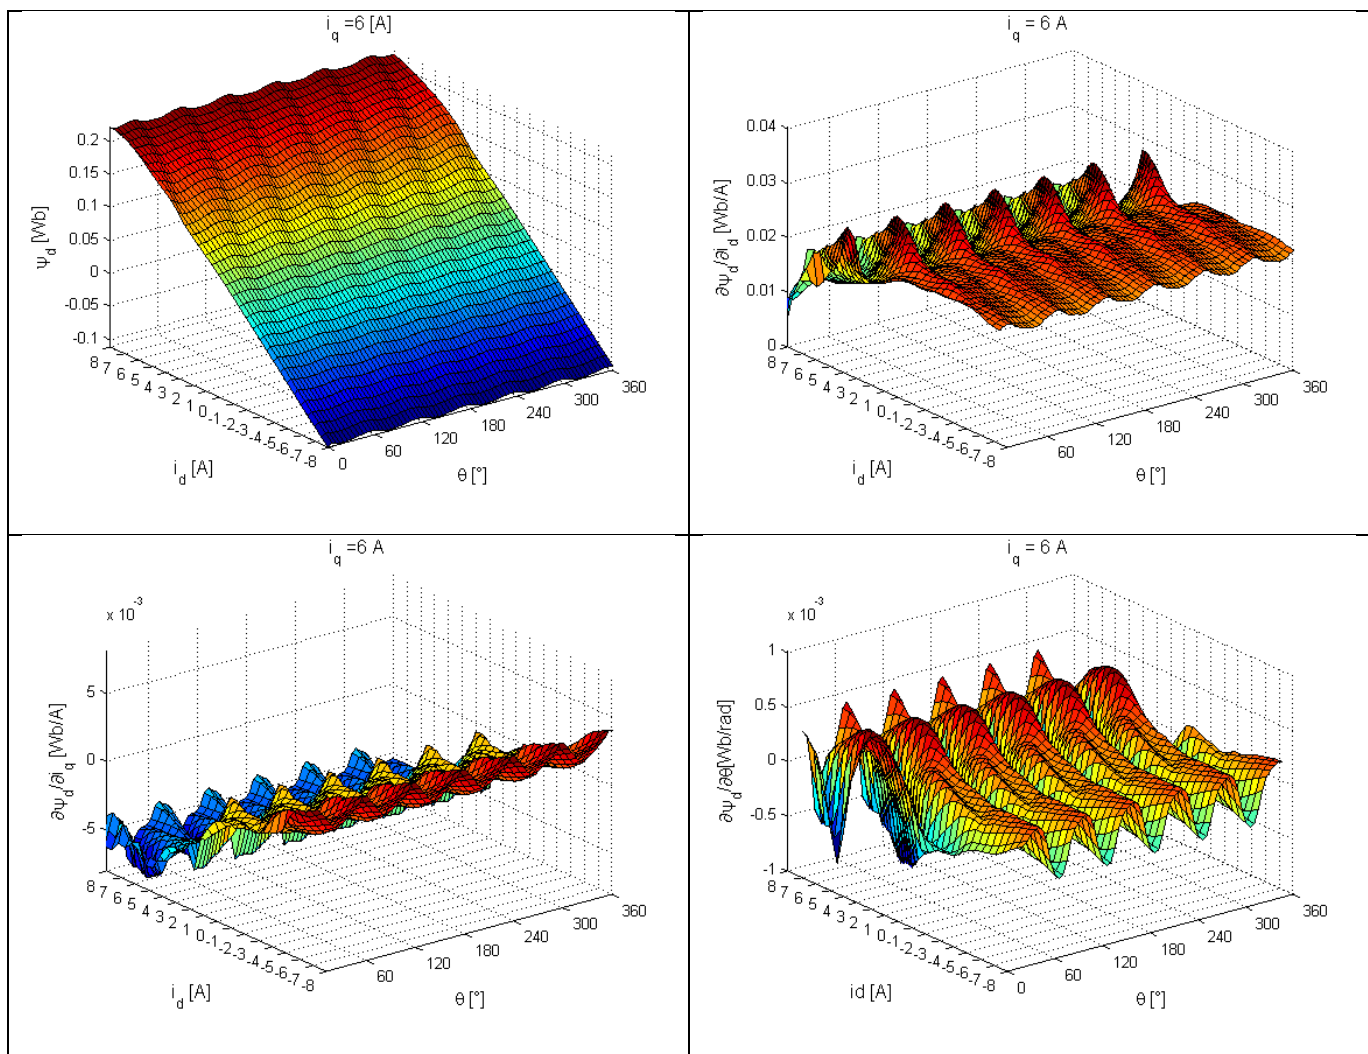 i_q =6 [A]
ψ_d [Wb]
0.2
0.15
0.1
0.05
0
-0.05
-0.1
8 7 6 5 4 3 2 1 0 -1 -2 -3 -4 -5 -6 -7 -8
i_d [A]
0 60 120 180 240 300 360
θ [°]
i_q = 6 A
∂ψ_d/∂i_d [Wb/A]
0.04
0.03
0.02
0.01
0
8 7 6 5 4 3 2 1 0 -1 -2 -3 -4 -5 -6 -7 -8
i_d [A]
60 120 180 240 300 360
θ [°]
i_q =6 A
x 10^-3
∂ψ_d/∂i_q [Wb/A]
5
0
-5
8 7 6 5 4 3 2 1 0 -1 -2 -3 -4 -5 -6 -7 -8
i_d [A]
60 120 180 240 300 360
θ [°]
i_q = 6 A
x 10^-3
∂ψ_d/∂θ[Wb/rad]
1
0.5
0
-0.5
-1
8 7 6 5 4 3 2 1 0 -1 -2 -3 -4 -5 -6 -7 -8
id [A]
0 60 120 180 240 300 360
θ [°]